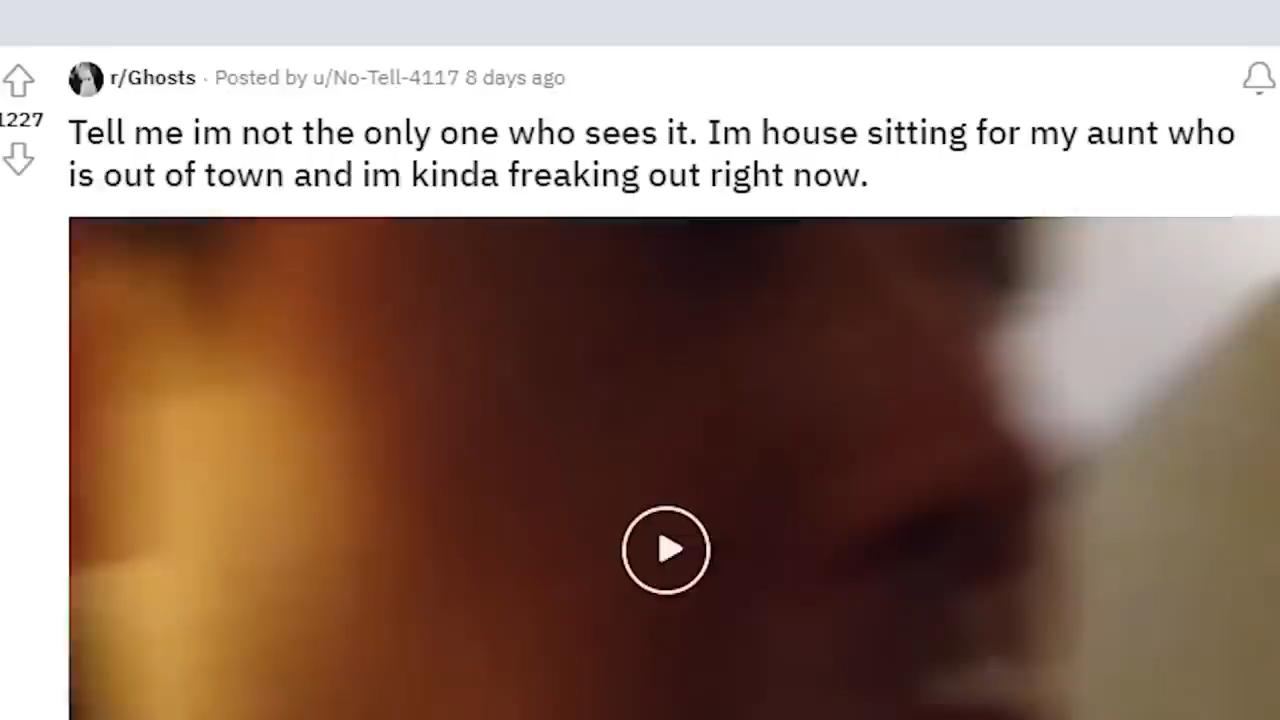 r/Ghosts · Posted by u/No-Tell-4117 8 days ago
1227
Tell me im not the only one who sees it. Im house sitting for my aunt who
is out of town and im kinda freaking out right now.